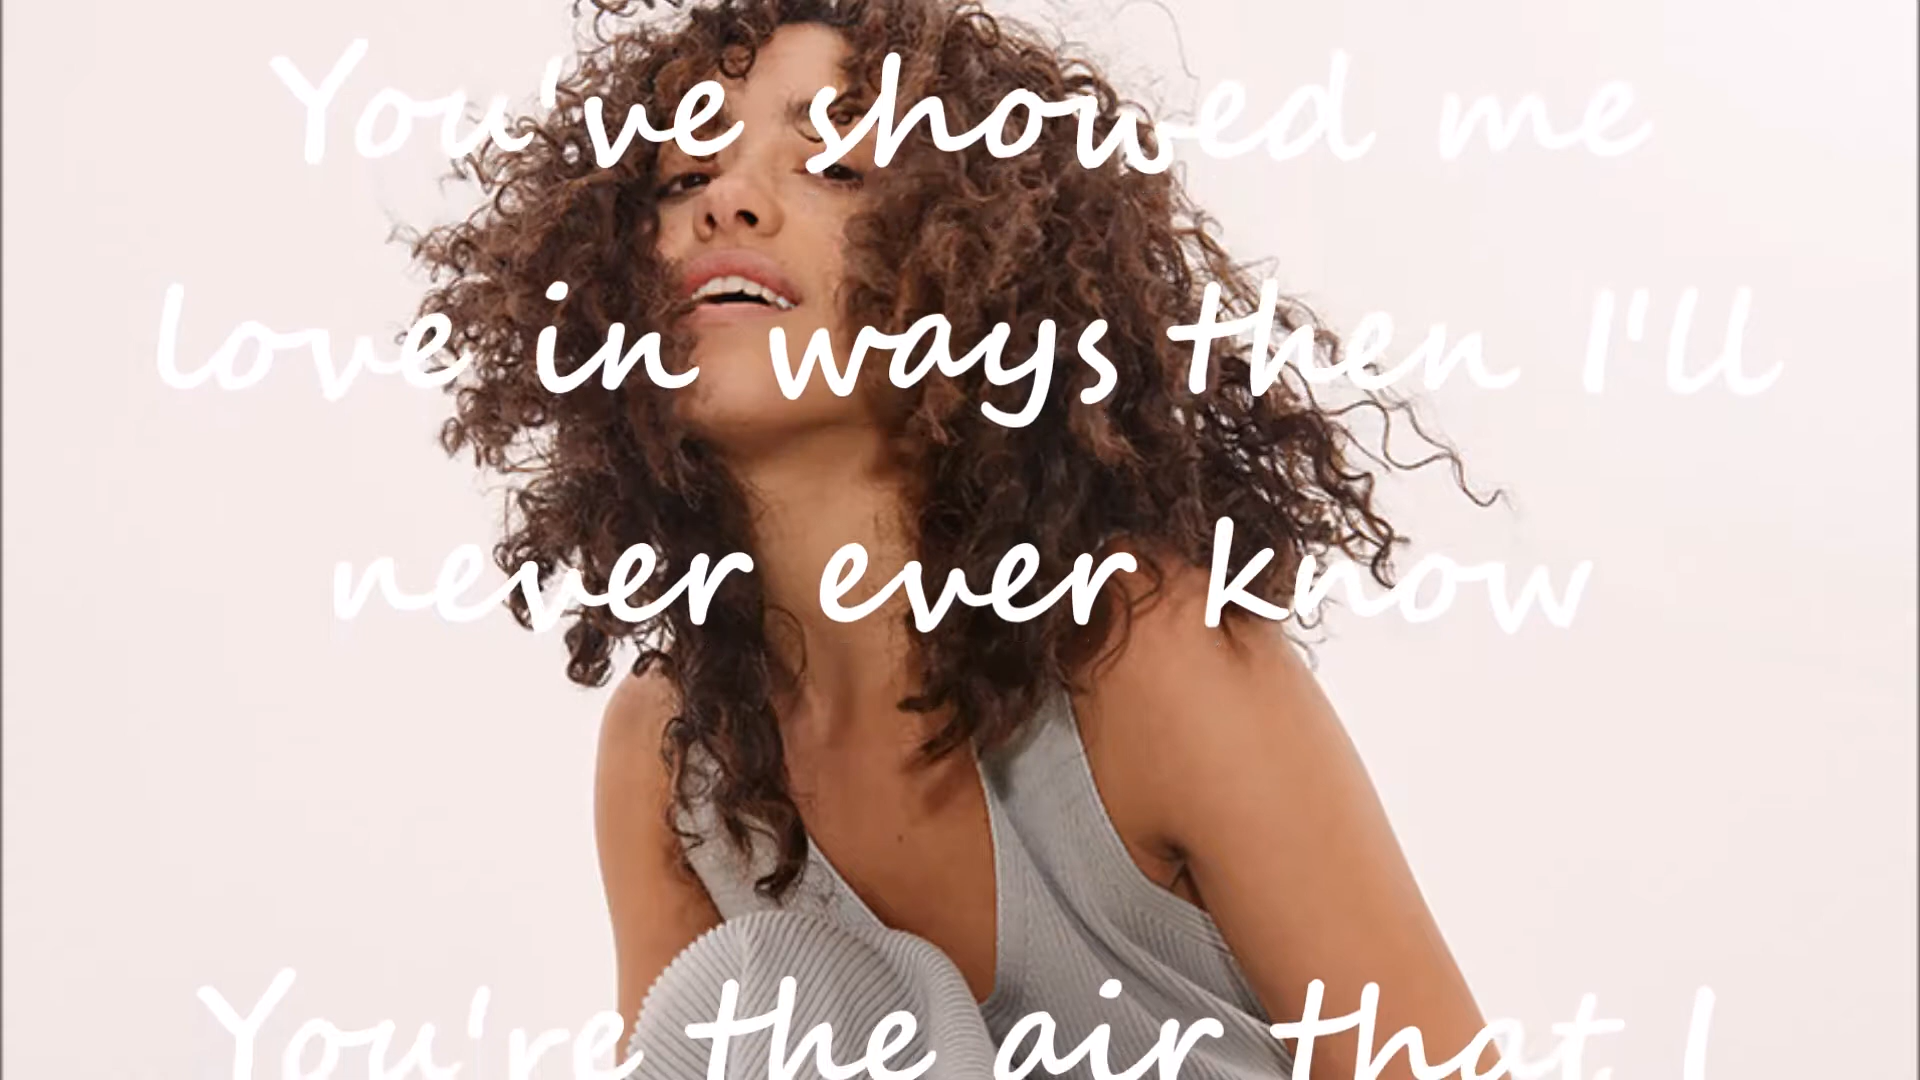 You've showed me
love in ways then I'll
never ever know
You're the air that I